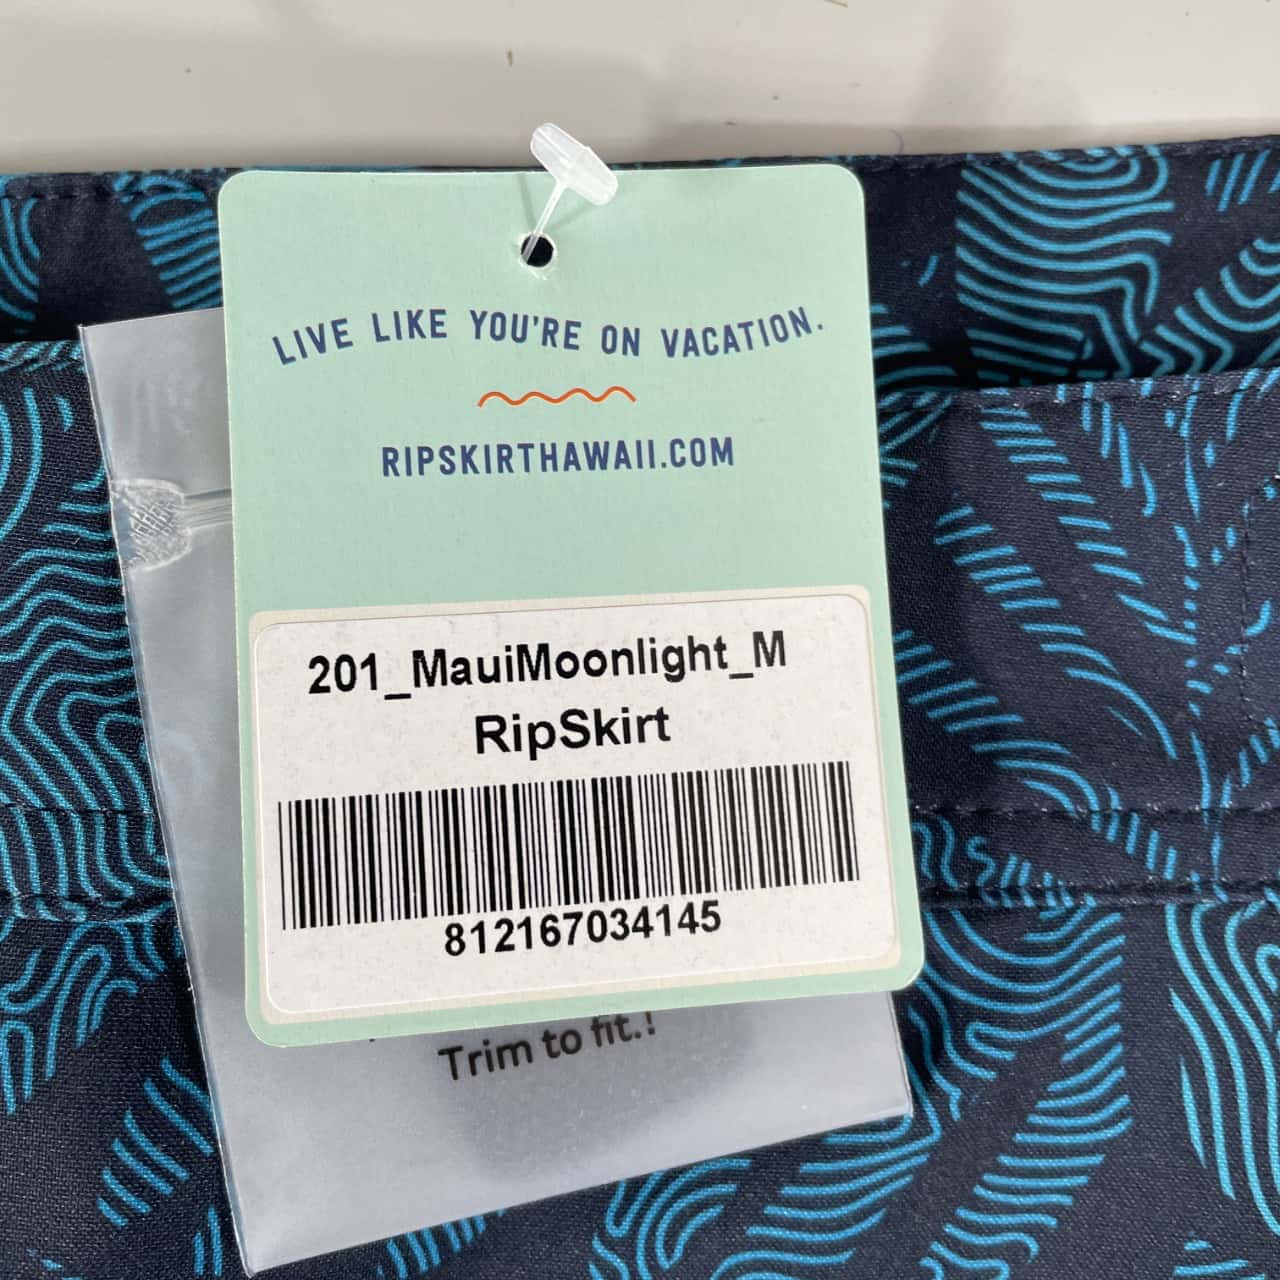 LIVE LIKE YOU'RE ON VACATION.
RIPSKIRTHAWAII.COM
201_MauiMoonlight_M
RipSkirt
812167034145
Trim to fit.!